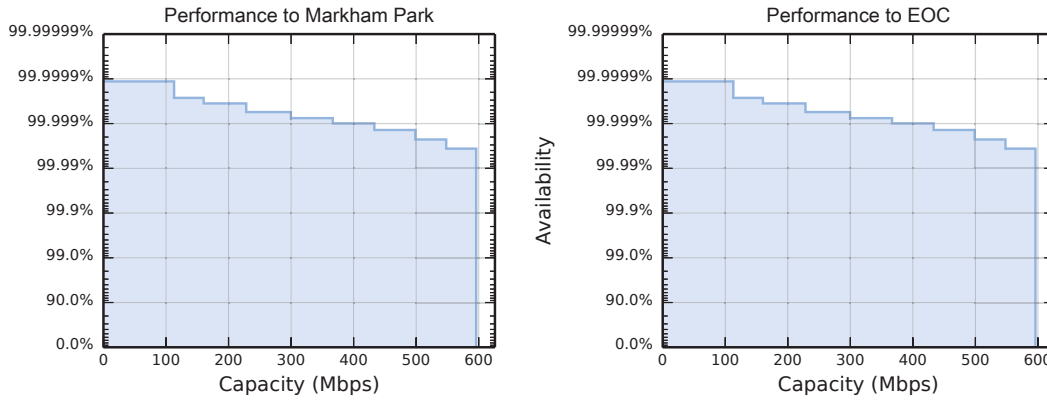 Performance to Markham Park
99.99999%
99.9999%
99.999%
99.99%
99.9%
99.0%
90.0%
0.0%
0 100 200 300 400 500 600
Capacity (Mbps)
Performance to EOC
Availability
99.99999%
99.9999%
99.999%
99.99%
99.9%
99.0%
90.0%
0.0%
0 100 200 300 400 500 600
Capacity (Mbps)